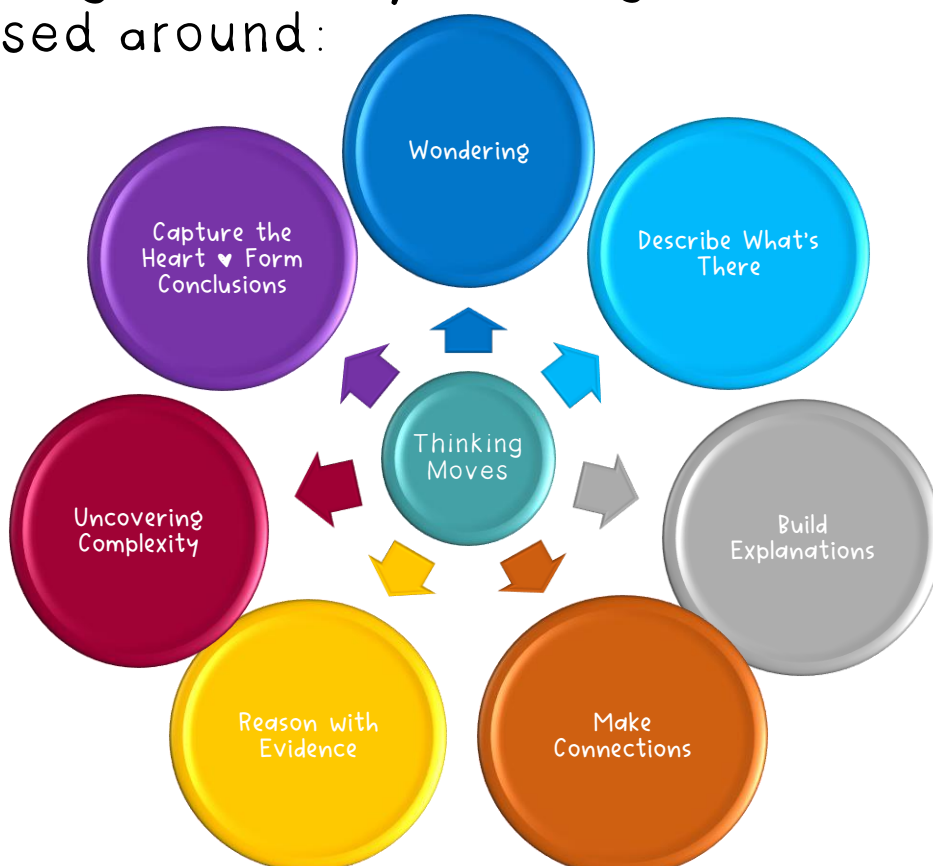 sed around:
Wondering
Describe What's
There
Build
Explanations
Make
Connections
Reason with
Evidence
Uncovering
Complexity
Capture the
Heart ♥ Form
Conclusions
Thinking
Moves